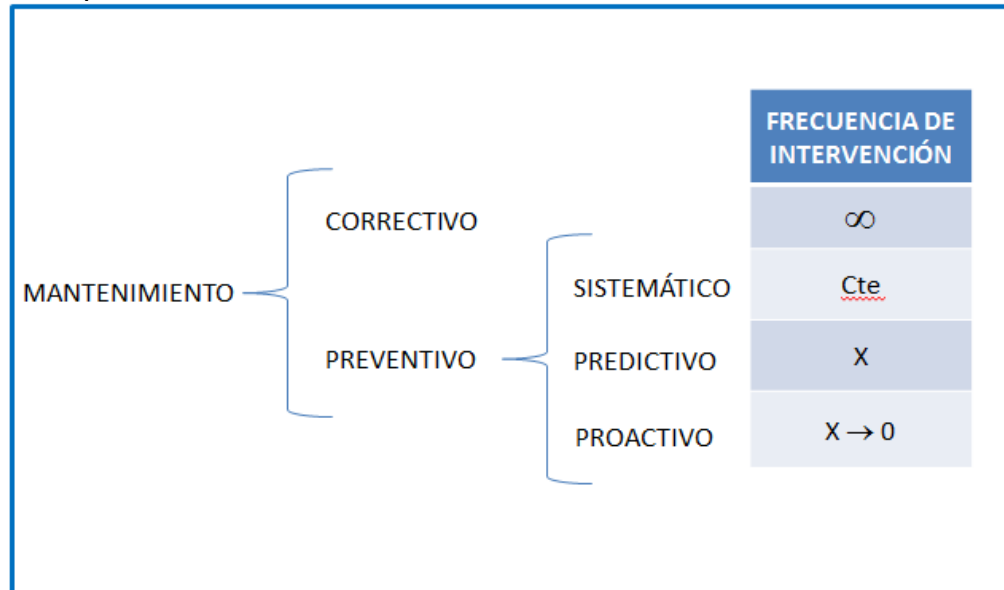 FRECUENCIA DE
INTERVENCIÓN
CORRECTIVO
∞
MANTENIMIENTO
SISTEMÁTICO
Cte
PREVENTIVO
PREDICTIVO
X
PROACTIVO
X → 0